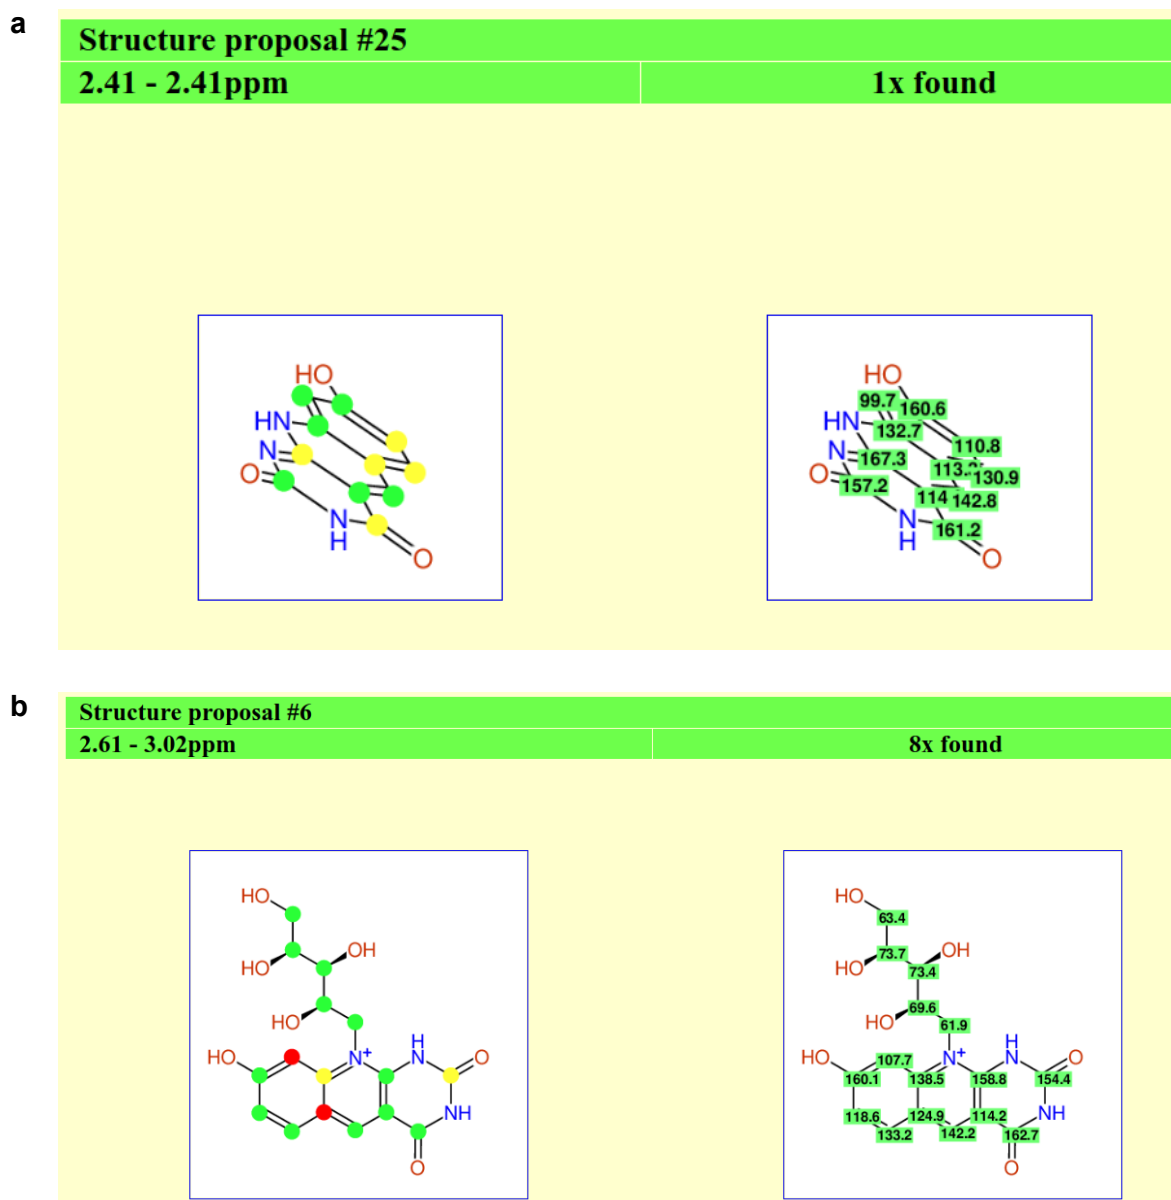 a
Structure proposal #25
2.41 - 2.41ppm 1x found
HO HO
99.7 160.6
HN HN
132.7
N N
110.8
167.3
O O
157.2
130.9
114 142.8
N N
161.2
H H
O O
b
Structure proposal #6
2.61 - 3.02ppm 8x found
HO HO
63.4
OH OH
73.7
HO HO
73.4
69.6
HO HO
61.9
H H
HO N+ N O HO N+ N O
107.7
160.1 138.5 158.8 154.4
118.6 124.9 114.2
NH NH
133.2 142.2 162.7
O O